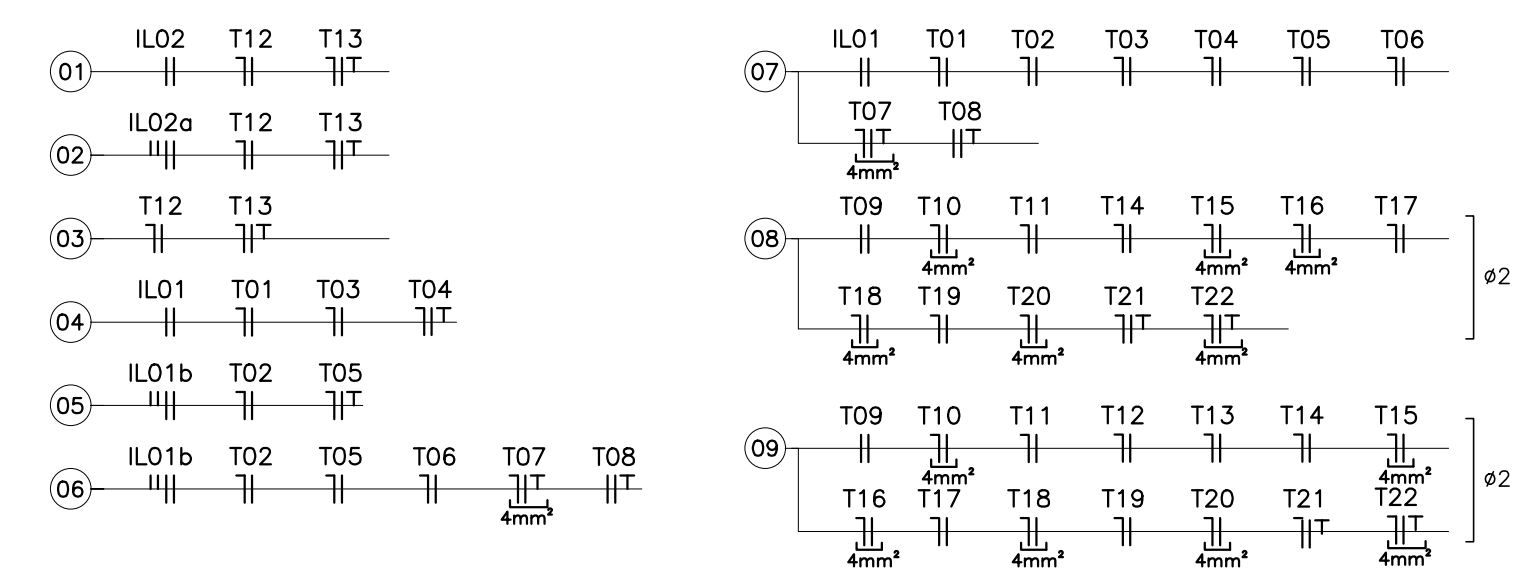 01 IL02 T12 T13
02 IL02a T12 T13
03 T12 T13
04 IL01 T01 T03 T04
05 IL01b T02 T05
06 IL01b T02 T05 T06 T07 T08
4mm²
07 IL01 T01 T02 T03 T04 T05 T06
T07 T08
4mm²
08 T09 T10 T11 T14 T15 T16 T17
4mm² 4mm² 4mm²
ø2
T18 T19 T20 T21 T22
4mm² 4mm² 4mm²
09 T09 T10 T11 T12 T13 T14 T15
4mm² 4mm²
ø2
T16 T17 T18 T19 T20 T21 T22
4mm² 4mm² 4mm² 4mm²